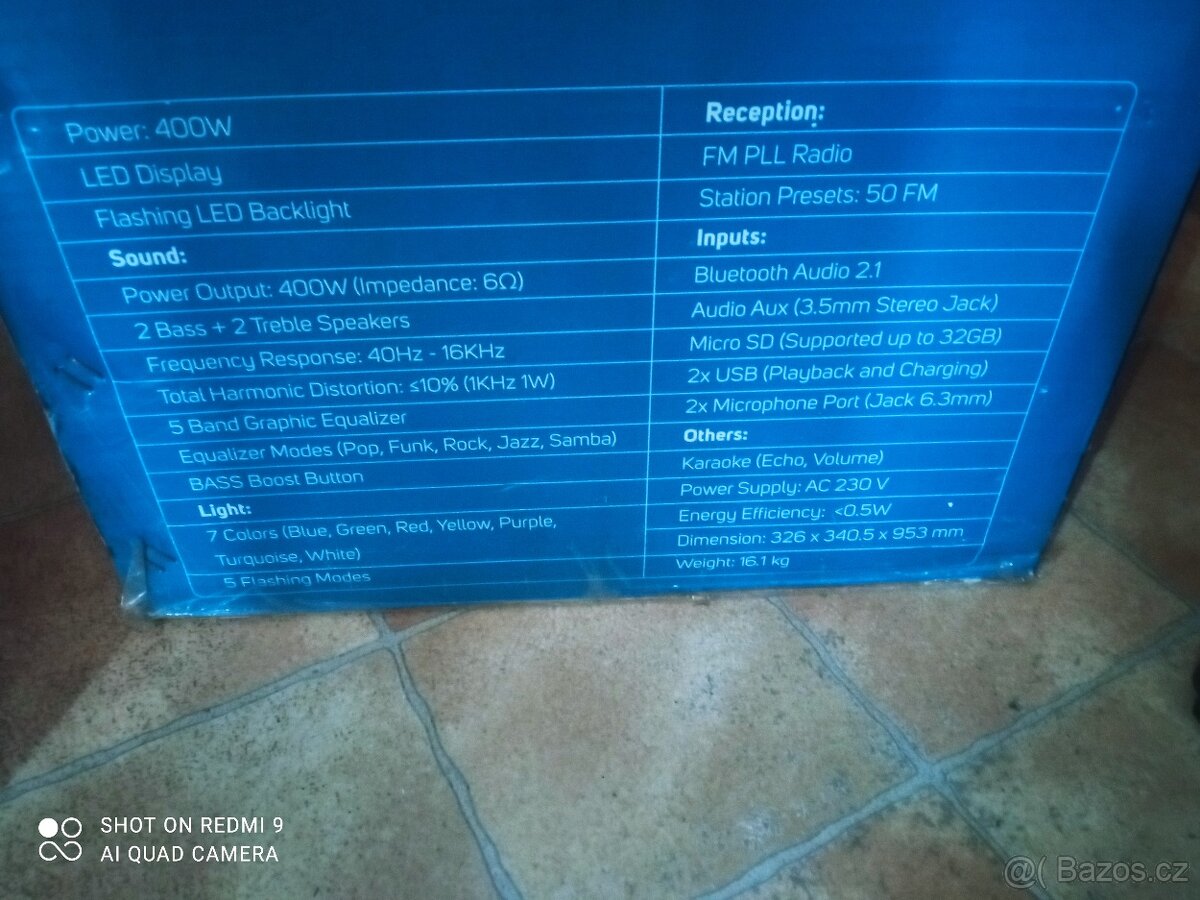 Power: 400W
LED Display
Flashing LED Backlight
Sound:
Power Output: 400W (Impedance: 6Ω)
2 Bass + 2 Treble Speakers
Frequency Response: 40Hz - 16KHz
Total Harmonic Distortion: ≤10% (1KHz 1W)
5 Band Graphic Equalizer
Equalizer Modes (Pop, Funk, Rock, Jazz, Samba)
BASS Boost Button
Light:
7 Colors (Blue, Green, Red, Yellow, Purple,
Turquoise, White)
5 Flashing Modes
Reception:
FM PLL Radio
Station Presets: 50 FM
Inputs:
Bluetooth Audio 2.1
Audio Aux (3.5mm Stereo Jack)
Micro SD (Supported up to 32GB)
2x USB (Playback and Charging)
2x Microphone Port (Jack 6.3mm)
Others:
Karaoke (Echo, Volume)
Power Supply: AC 230 V
Energy Efficiency: <0.5W
Dimension: 326 x 340.5 x 953 mm
Weight: 16.1 kg
SHOT ON REDMI 9
AI QUAD CAMERA
@( Bazos.cz